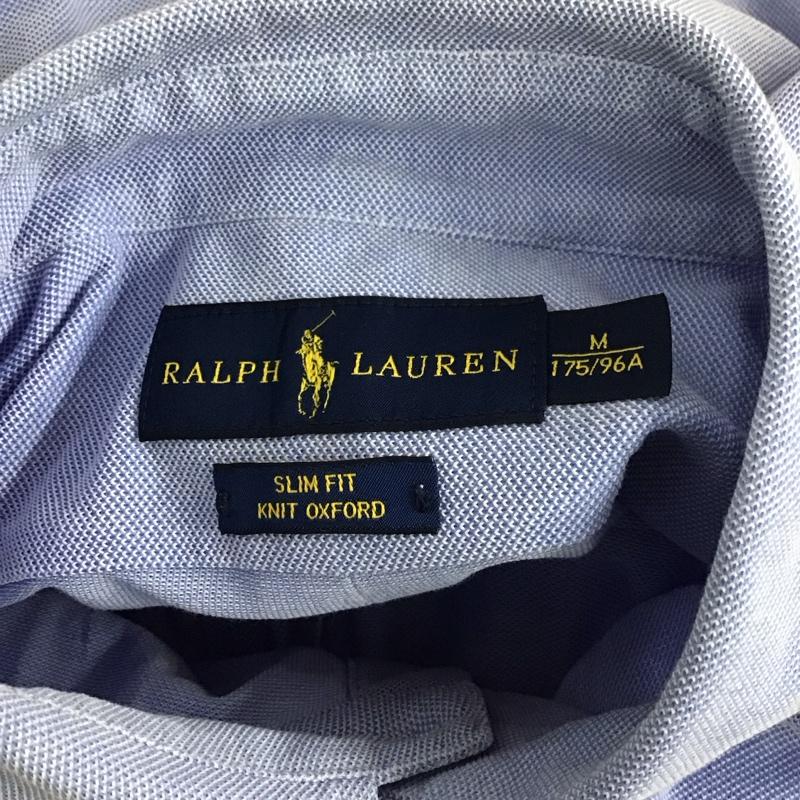 RALPH LAUREN
M
175/96A
SLIM FIT
KNIT OXFORD